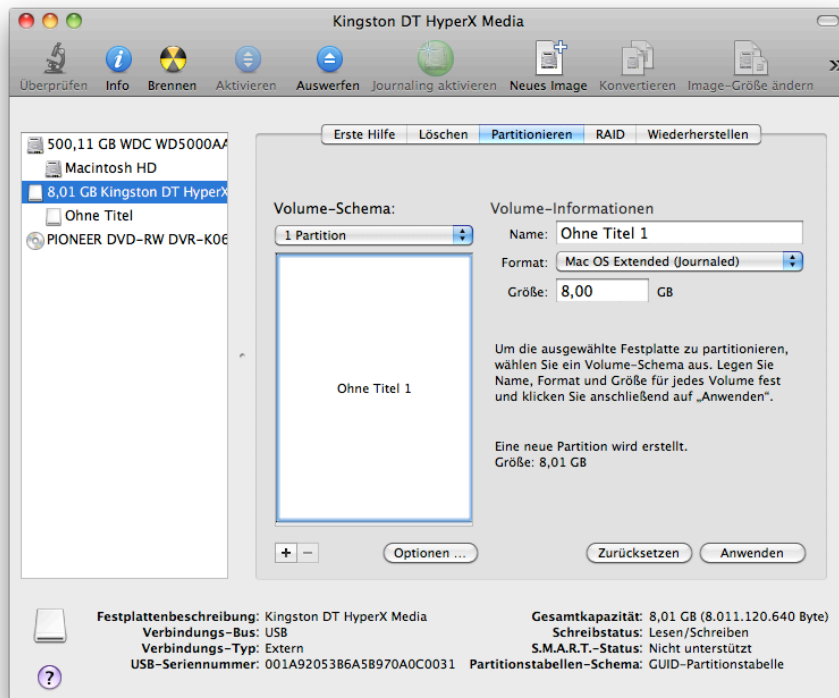 Kingston DT HyperX Media
Überprüfen Info Brennen Aktivieren Auswerfen Journaling aktivieren Neues Image Konvertieren Image-Größe ändern »
500,11 GB WDC WD5000AA
Macintosh HD
8,01 GB Kingston DT HyperX
Ohne Titel
PIONEER DVD-RW DVR-K06
Erste Hilfe Löschen Partitionieren RAID Wiederherstellen
Volume-Schema:
1 Partition
Ohne Titel 1
+ −
Optionen ...
Volume-Informationen
Name: Ohne Titel 1
Format: Mac OS Extended (Journaled)
Größe: 8,00 GB
Um die ausgewählte Festplatte zu partitionieren,
wählen Sie ein Volume-Schema aus. Legen Sie
Name, Format und Größe für jedes Volume fest
und klicken Sie anschließend auf „Anwenden“.
Eine neue Partition wird erstellt.
Größe: 8,01 GB
Zurücksetzen Anwenden
Festplattenbeschreibung: Kingston DT HyperX Media
Verbindungs-Bus: USB
Verbindungs-Typ: Extern
USB-Seriennummer: 001A92053B6A5B970A0C0031
Gesamtkapazität: 8,01 GB (8.011.120.640 Byte)
Schreibstatus: Lesen/Schreiben
S.M.A.R.T.-Status: Nicht unterstützt
Partitionstabellen-Schema: GUID-Partitionstabelle
?